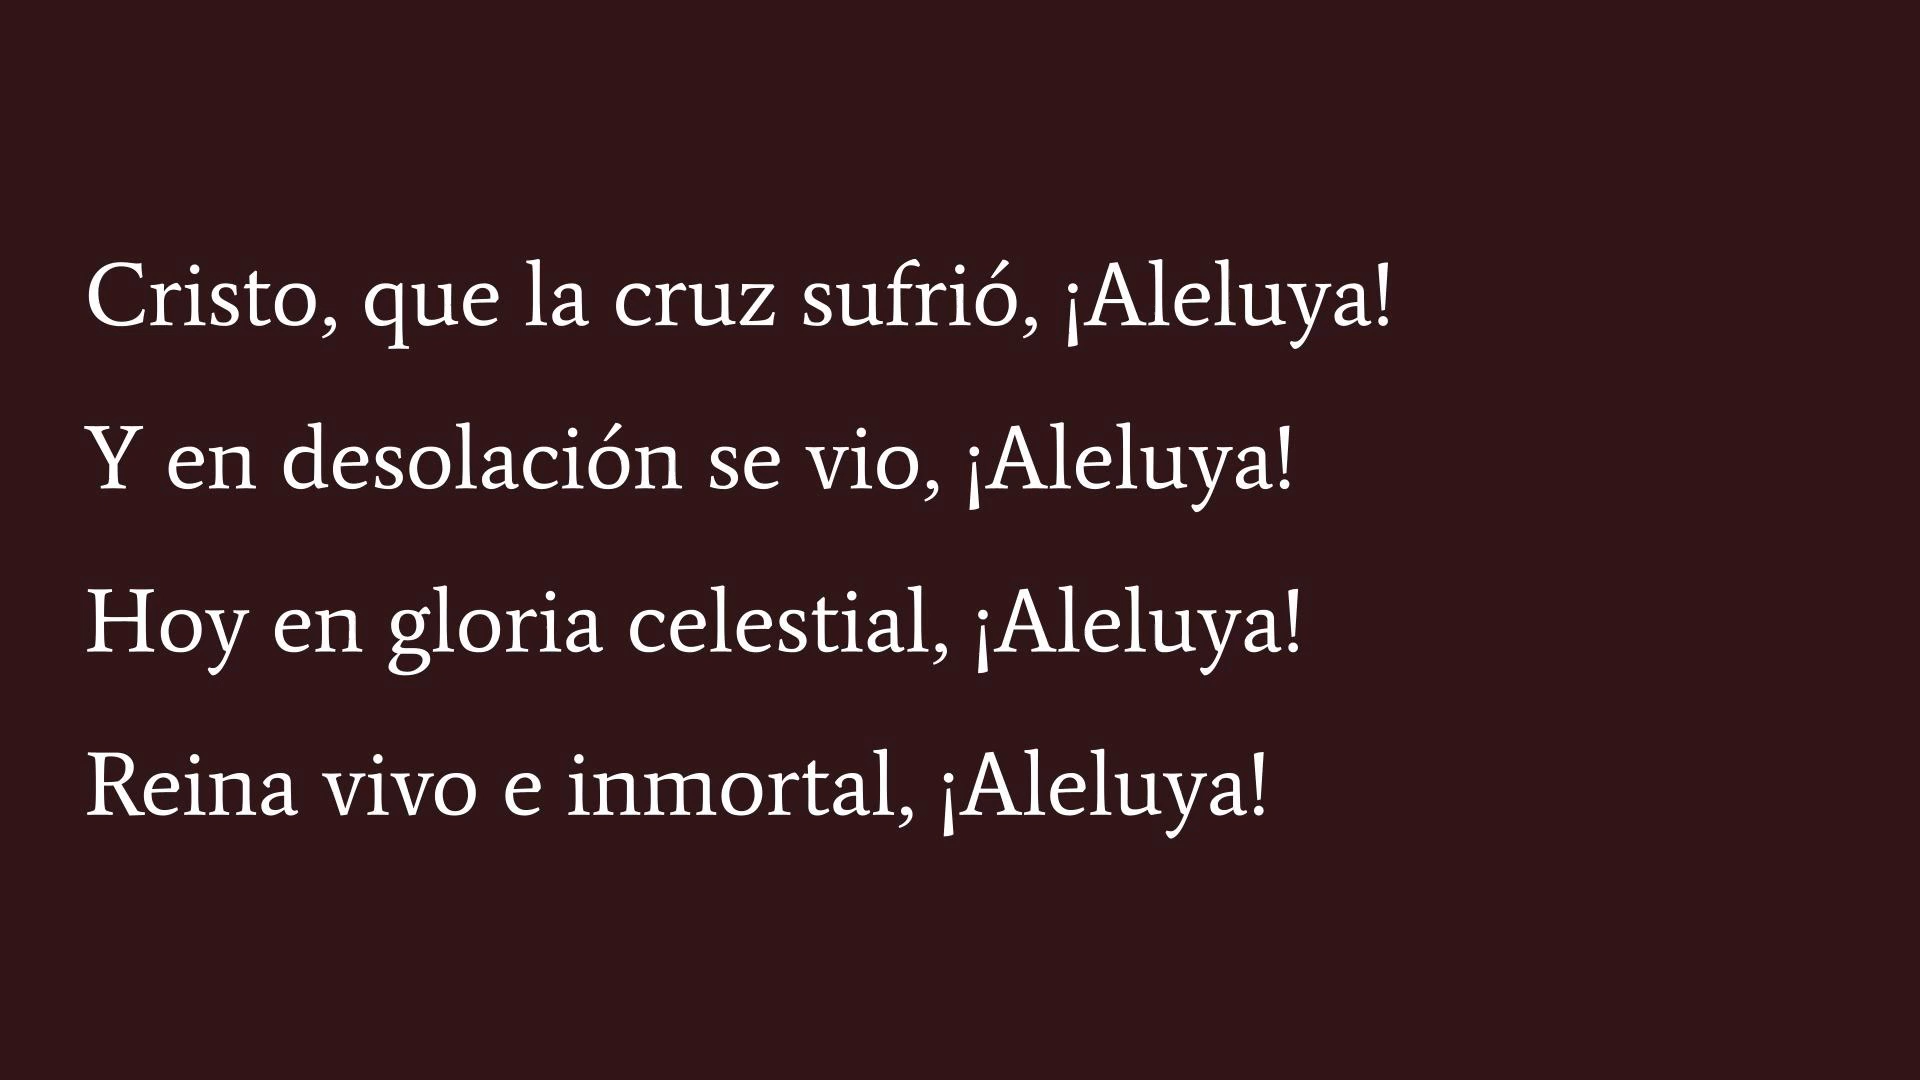 Cristo, que la cruz sufrió, ¡Aleluya!
Y en desolación se vio, ¡Aleluya!
Hoy en gloria celestial, ¡Aleluya!
Reina vivo e inmortal, ¡Aleluya!